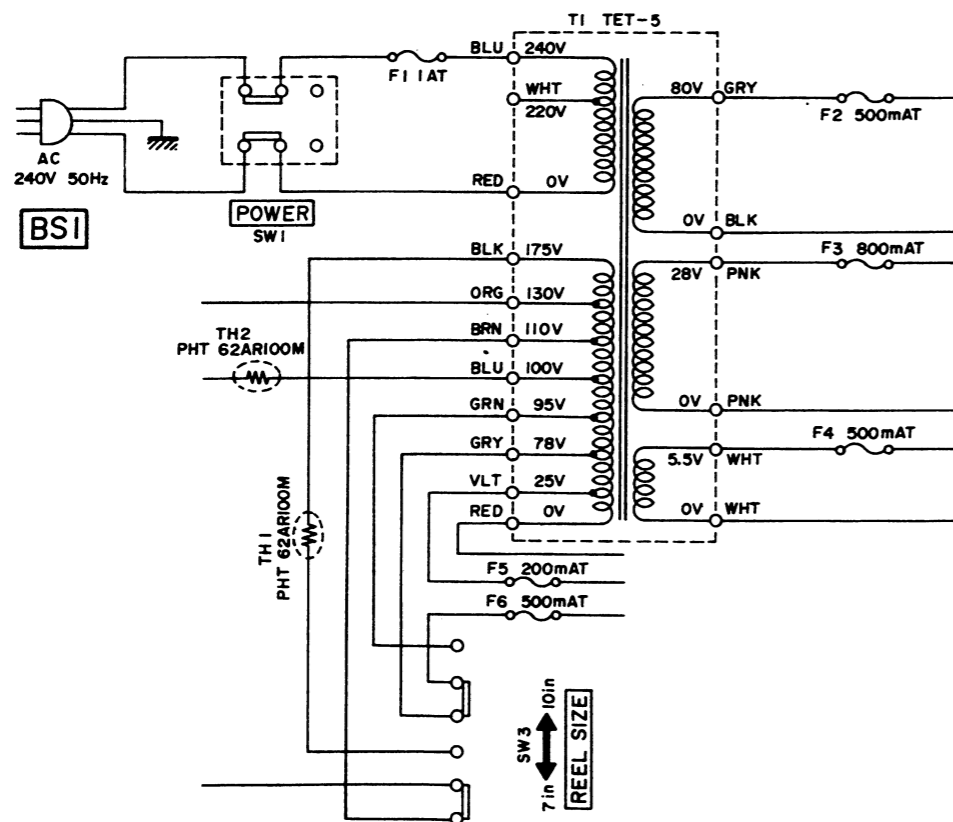 T1 TET-5
BLU 240V
F1 1AT
WHT
220V
80V GRY
F2 500mAT
AC
240V 50Hz
RED 0V
0V BLK
BS1
POWER
SW1
F3 800mAT
BLK 175V
28V PNK
ORG 130V
TH2
PHT 62AR100M
BRN 110V
BLU 100V
GRN 95V
0V PNK
F4 500mAT
GRY 78V
5.5V WHT
VLT 25V
RED 0V
0V WHT
TH1
PHT 62AR100M
F5 200mAT
F6 500mAT
SW3
7in 10in
REEL SIZE